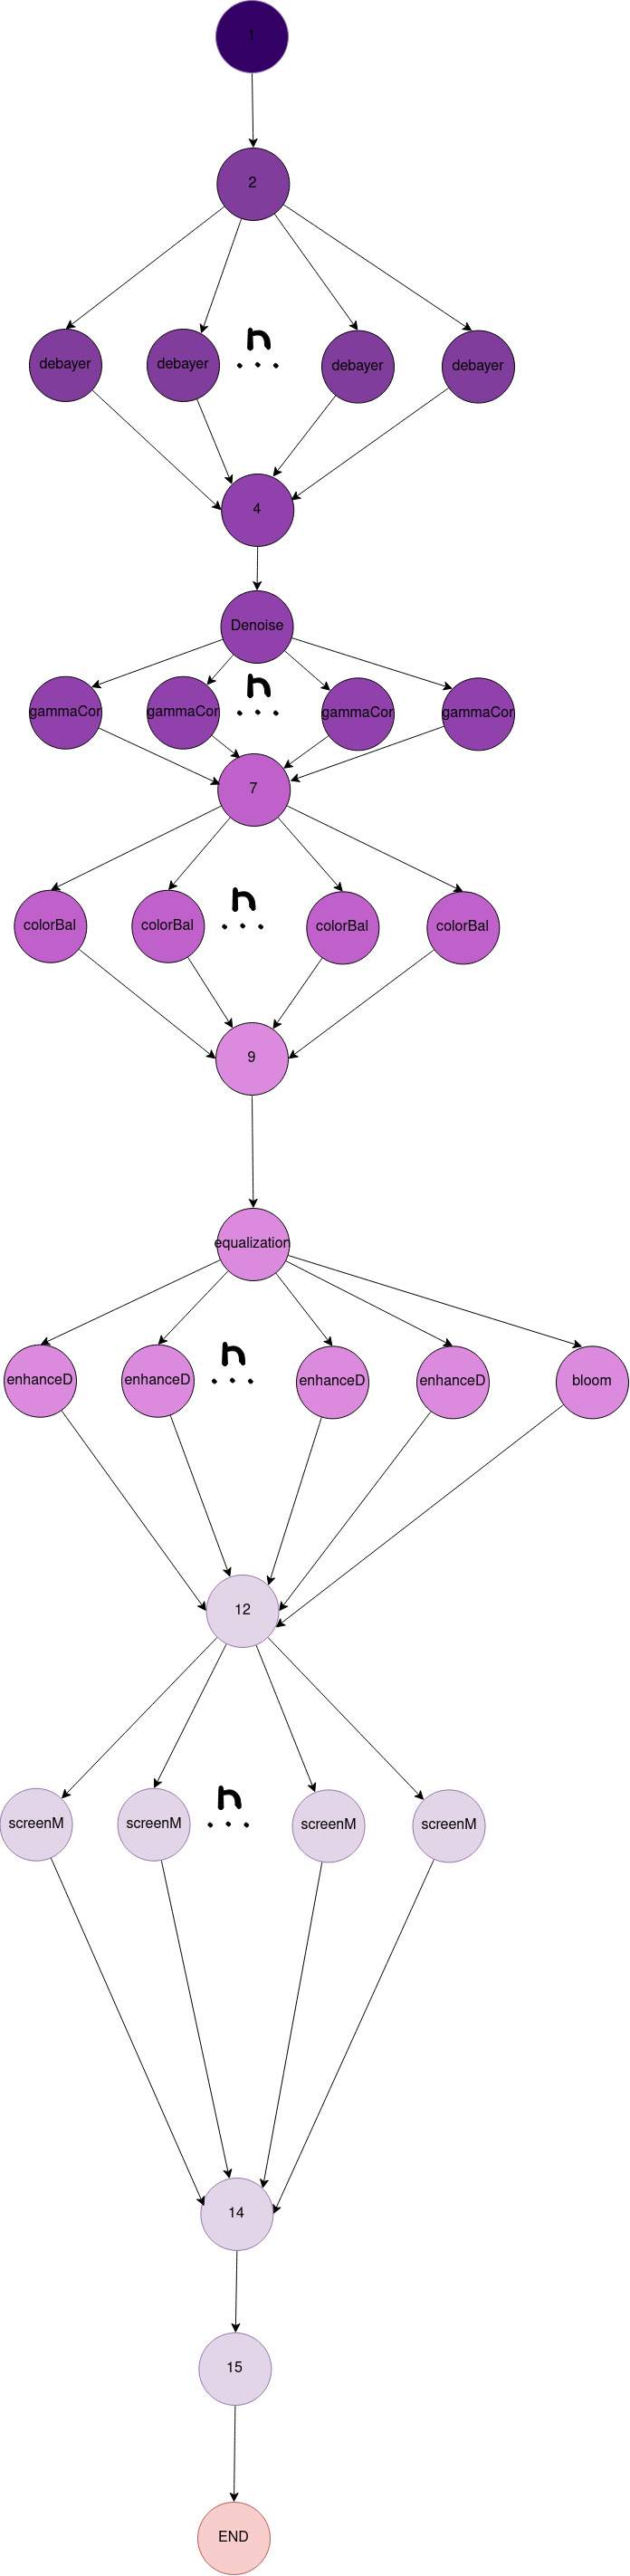 1
2
n
debayer debayer ... debayer debayer
4
Denoise
n
gammaCor gammaCor ... gammaCor gammaCor
7
n
colorBal colorBal ... colorBal colorBal
9
equalization
n
enhanceD enhanceD ... enhanceD enhanceD bloom
12
n
screenM screenM ... screenM screenM
14
15
END